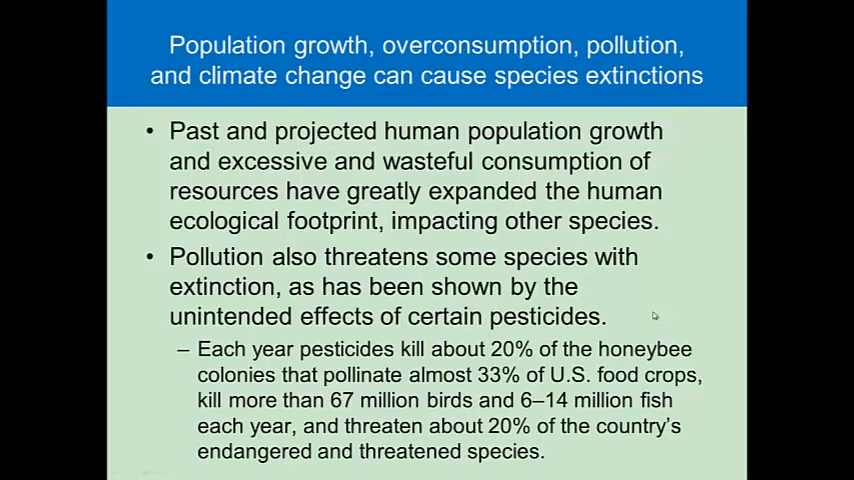 Population growth, overconsumption, pollution,
and climate change can cause species extinctions
• Past and projected human population growth
and excessive and wasteful consumption of
resources have greatly expanded the human
ecological footprint, impacting other species.
• Pollution also threatens some species with
extinction, as has been shown by the
unintended effects of certain pesticides.
– Each year pesticides kill about 20% of the honeybee
colonies that pollinate almost 33% of U.S. food crops,
kill more than 67 million birds and 6–14 million fish
each year, and threaten about 20% of the country’s
endangered and threatened species.